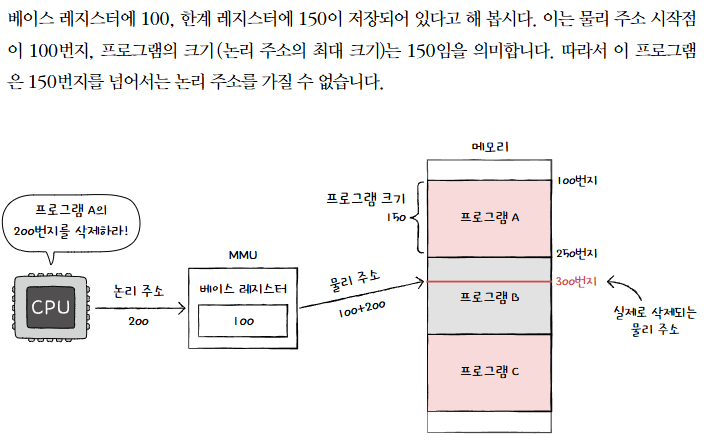 베이스 레지스터에 100, 한계 레지스터에 150이 저장되어 있다고 해 봅시다. 이는 물리 주소 시작점
이 100번지, 프로그램의 크기(논리 주소의 최대 크기)는 150임을 의미합니다. 따라서 이 프로그램
은 150번지를 넘어서는 논리 주소를 가질 수 없습니다.
메모리
100번지
프로그램 크기
150
프로그램 A
프로그램 A의
200번지를 삭제하라!
250번지
MMU
CPU
논리 주소
200
베이스 레지스터
100
물리 주소
100+200
300번지
프로그램 B
실제로 삭제되는
물리 주소
프로그램 C